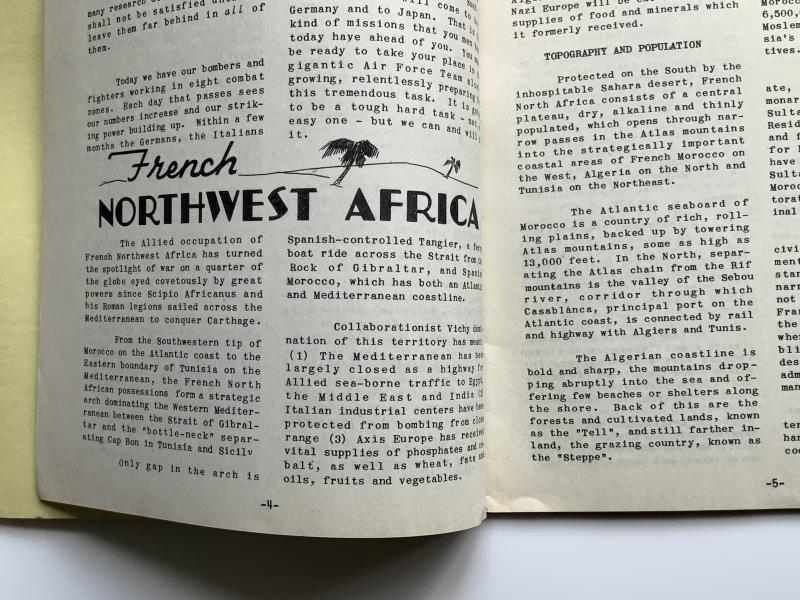 many research
shall not be satisfied until
leave them far behind in all of
them.
Today we have our bombers and
fighters working in eight combat
zones. Each day that passes sees
our numbers increase and our strik-
ing power building up. Within a few
months the Germans, the Italians
will come to
Germany and to Japan. That is
kind of missions that you men
today have ahead of you. You
be ready to take your place in
gigantic Air Force Team
growing, relentlessly preparing
this tremendous task. It is
to be a tough hard task -
easy one - but we can and will
it.
French
NORTHWEST AFRICA
The Allied occupation of
French Northwest Africa has turned
the spotlight of war on a quarter of
the globe eyed covetously by great
powers since Scipio Africanus and
his Roman legions sailed across the
Mediterranean to conquer Carthage.
From the Southwestern tip of
Morocco on the Atlantic coast to the
Eastern boundary of Tunisia on the
Mediterranean, the French North
African possessions form a strategic
arch dominating the Western Mediter-
ranean between the Strait of Gibral-
tar and the "bottle-neck" separ-
ating Cap Bon in Tunisia and Sicily
Only gap in the arch is
Spanish-controlled Tangier, a ferry
boat ride across the Strait from the
Rock of Gibraltar, and Spanish
Morocco, which has both an Atlantic
and Mediterranean coastline.
Collaborationist Vichy domi-
nation of this territory has meant
(1) The Mediterranean has been
largely closed as a highway for
Allied sea-borne traffic to Egypt,
the Middle East and India (2)
Italian industrial centers have been
protected from bombing from close
range (3) Axis Europe has received
vital supplies of phosphates and co-
balt, as well as wheat, fats and
oils, fruits and vegetables.
-4-
Nazi Europe will be
supplies of food and minerals which
it formerly received.
TOPOGRAPHY AND POPULATION
Protected on the South by the
inhospitable Sahara desert, French
North Africa consists of a central
plateau, dry, alkaline and thinly
populated, which opens through nar-
row passes in the Atlas mountains
into the strategically important
coastal areas of French Morocco on
the West, Algeria on the North and
Tunisia on the Northeast.
The Atlantic seaboard of
Morocco is a country of rich, roll-
ing plains, backed up by towering
Atlas mountains, some as high as
13,000 feet. In the North, separ-
ating the Atlas chain from the Rif
mountains is the valley of the Sebou
river, corridor through which
Casablanca, principal port on the
Atlantic coast, is connected by rail
and highway with Algiers and Tunis.
The Algerian coastline is
bold and sharp, the mountains drop-
ping abruptly into the sea and of-
fering few beaches or shelters along
the shore. Back of this are the
forests and cultivated lands, known
as the "Tell", and still farther in-
land, the grazing country, known as
the "Steppe".
6,500,
Moslem
sia's
tives.
ate,
monar
Sulta
Resid
and f
for
have
Sulta
Moroc
torat
inal
civi
ment
stan
narr
not
Fran
the
whe
bli
des
adm
man
ter
han
coo
-5-